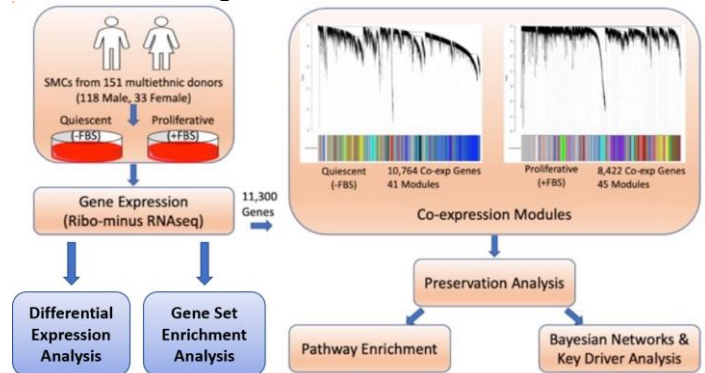 SMCs from 151 multiethnic donors
(118 Male, 33 Female)
Quiescent
(-FBS)
Proliferative
(+FBS)
Gene Expression
(Ribo-minus RNAseq)
11,300
Genes
Differential
Expression
Analysis
Gene Set
Enrichment
Analysis
Quiescent
(-FBS)
10,764 Co-exp Genes
41 Modules
Proliferative
(+FBS)
8,422 Co-exp Genes
45 Modules
Co-expression Modules
Preservation Analysis
Pathway Enrichment
Bayesian Networks &
Key Driver Analysis